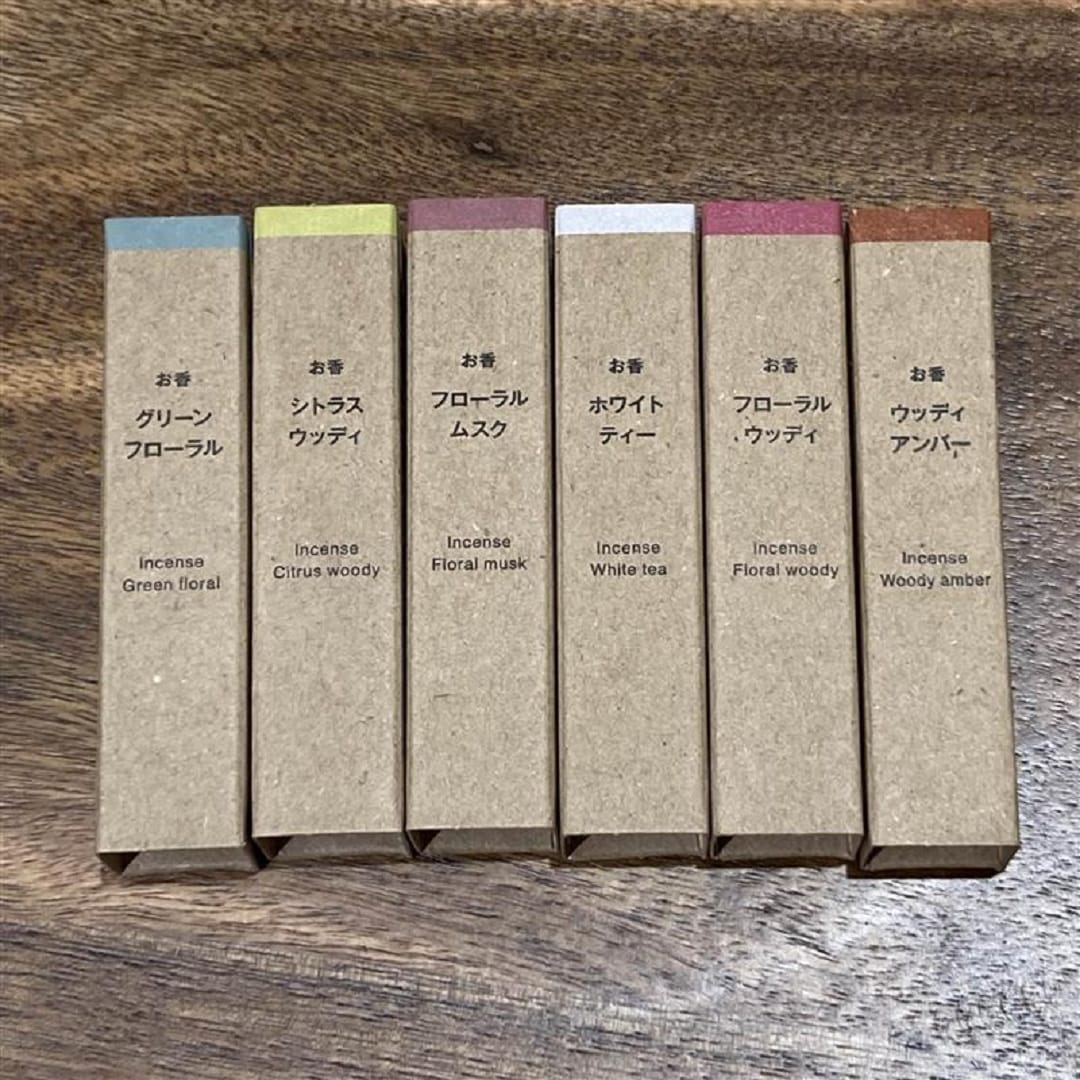 お香
グリーン
フローラル
Incense
Green floral
お香
シトラス
ウッディ
Incense
Citrus woody
お香
フローラル
ムスク
Incense
Floral musk
お香
ホワイト
ティー
Incense
White tea
お香
フローラル
ウッディ
Incense
Floral woody
お香
ウッディ
アンバー
Incense
Woody amber